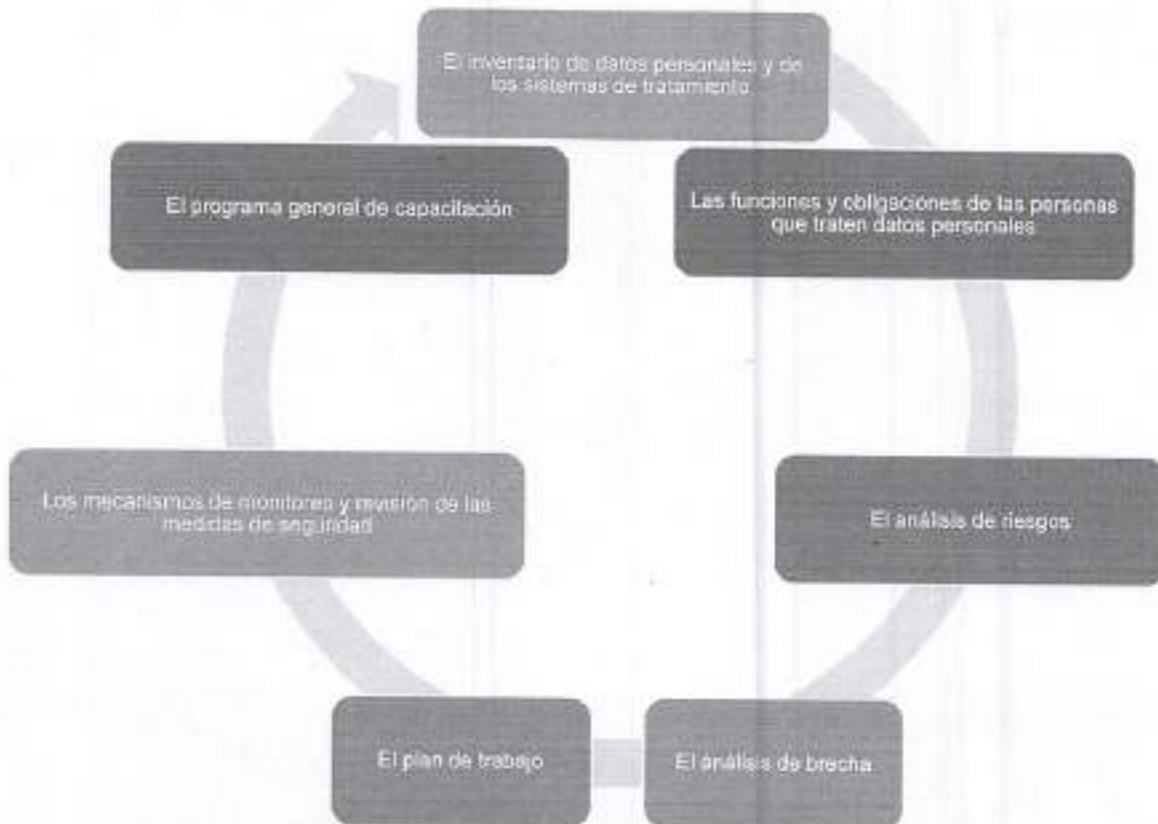 El inventario de datos personales y de
los sistemas de tratamiento.
Las funciones y obligaciones de las personas
que traten datos personales
El análisis de riesgos
El análisis de brecha
El plan de trabajo
Los mecanismos de monitoreo y revisión de las
medidas de seguridad
El programa general de capacitación